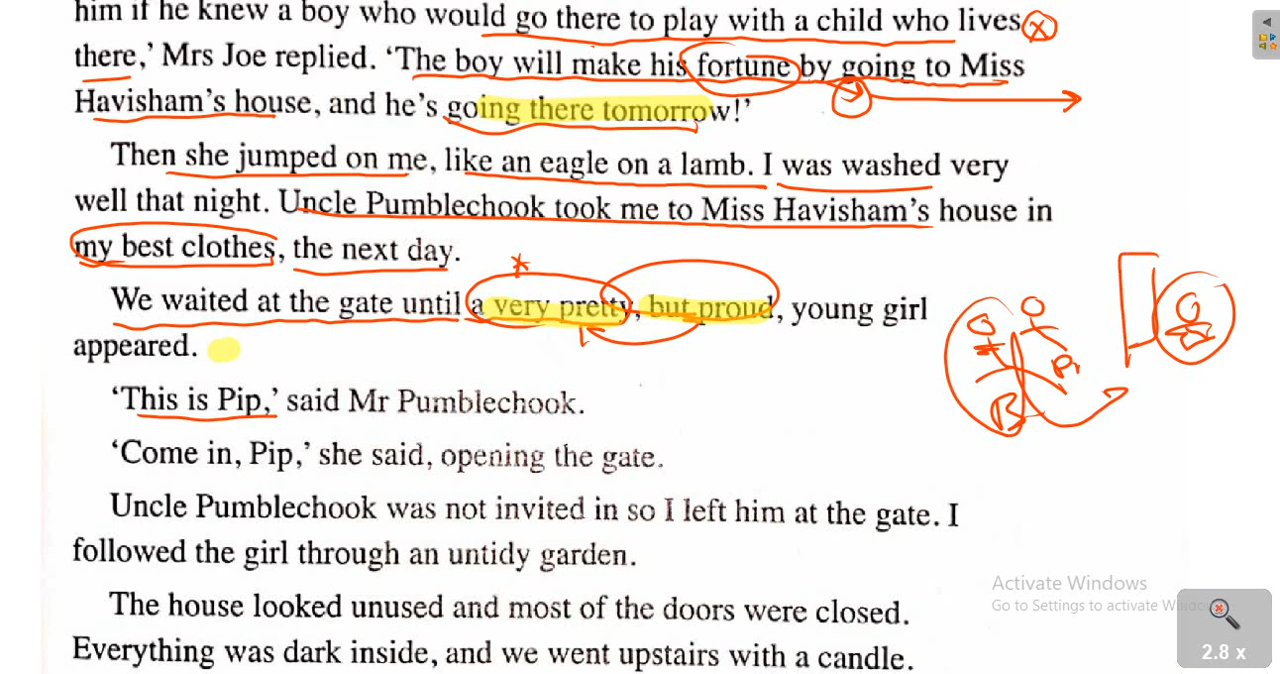 him if he knew a boy who would go there to play with a child who lives
there,’ Mrs Joe replied. ‘The boy will make his fortune by going to Miss
Havisham’s house, and he’s going there tomorrow!’
Then she jumped on me, like an eagle on a lamb. I was washed very
well that night. Uncle Pumblechook took me to Miss Havisham’s house in
my best clothes, the next day.
We waited at the gate until a very pretty, but proud, young girl
appeared.
‘This is Pip,’ said Mr Pumblechook.
‘Come in, Pip,’ she said, opening the gate.
Uncle Pumblechook was not invited in so I left him at the gate. I
followed the girl through an untidy garden.
The house looked unused and most of the doors were closed.
Everything was dark inside, and we went upstairs with a candle.
Activate Windows
Go to Settings to activate
2.8 x